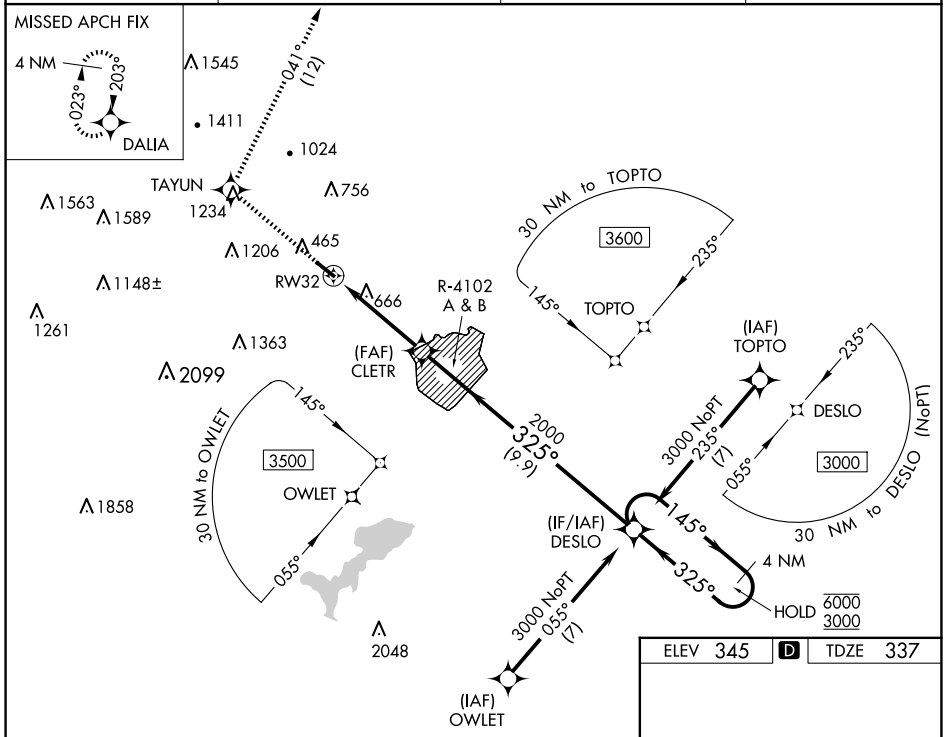 MISSED APCH FIX
4 NM
023°
203°
DALIA
1545
1411
1024
041°
(12)
TAYUN
1234
756
1563
1589
1206
465
RW32
1148±
1261
666
R-4102
A & B
(FAF)
CLETR
1363
2099
30 NM to TOPTO
3600
145°
235°
TOPTO
(IAF)
TOPTO
235°
DESLO
055°
3000
30 NM to DESLO (NoPT)
3000 NoPT
235°
(7)
2000
325°
(9.9)
145°
3500
30 NM to OWLET
OWLET
055°
1858
(IF/IAF)
DESLO
145°
325°
4 NM
HOLD
6000
3000
3000 NoPT
055°
(7)
2048
(IAF)
OWLET
ELEV 345 D TDZE 337